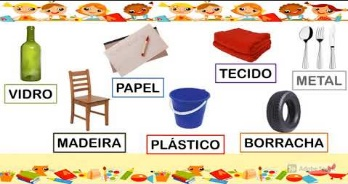 VIDRO
PAPEL
TECIDO
METAL
MADEIRA
PLÁSTICO
BORRACHA